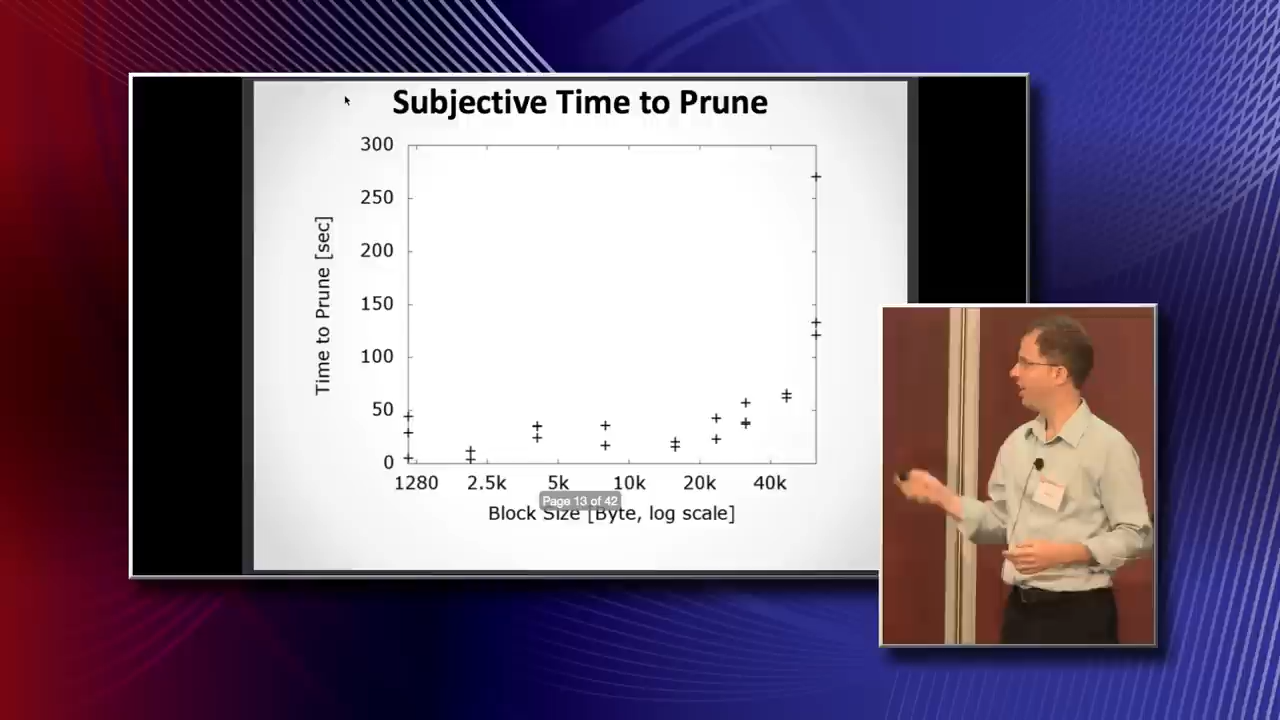 Subjective Time to Prune
300
250
200
150
100
50
0
Time to Prune [sec]
1280 2.5k 5k 10k 20k 40k
Page 13 of 42
Block Size [Byte, log scale]